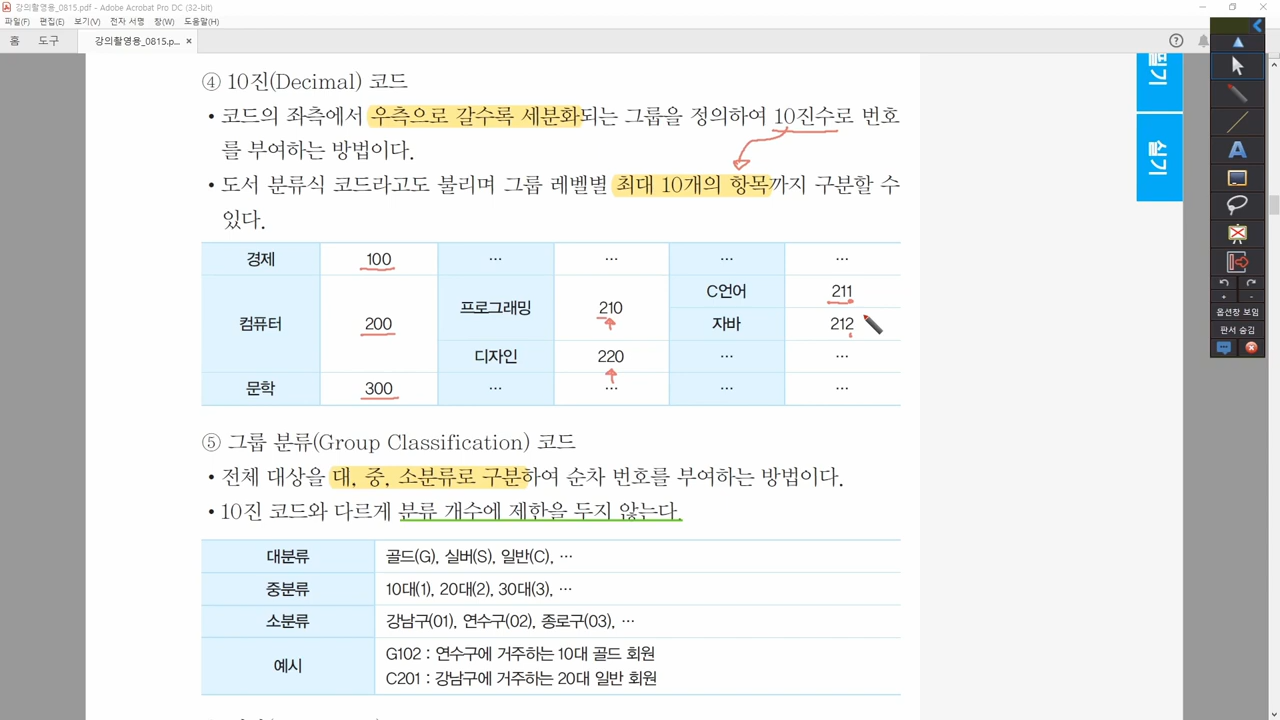 강의촬영용_0815.pdf - Adobe Acrobat Pro DC (32-bit)
파일(F) 편집(E) 보기(V) 전자 서명 창(W) 도움말(H)
홈 도구 강의촬영용_0815.p... ×
④ 10진(Decimal) 코드
• 코드의 좌측에서 우측으로 갈수록 세분화되는 그룹을 정의하여 10진수로 번호
를 부여하는 방법이다.
• 도서 분류식 코드라고도 불리며 그룹 레벨별 최대 10개의 항목까지 구분할 수
있다.
경제 100 … … … …
컴퓨터 200 프로그래밍 210 C언어 211
자바 212
디자인 220 … …
문학 300 … … … …
⑤ 그룹 분류(Group Classification) 코드
• 전체 대상을 대, 중, 소분류로 구분하여 순차 번호를 부여하는 방법이다.
• 10진 코드와 다르게 분류 개수에 제한을 두지 않는다.
대분류 골드(G), 실버(S), 일반(C), …
중분류 10대(1), 20대(2), 30대(3), …
소분류 강남구(01), 연수구(02), 종로구(03), …
예시 G102 : 연수구에 거주하는 10대 골드 회원
C201 : 강남구에 거주하는 20대 일반 회원
필기
실기
A
옵션창 보임
판서 숨김